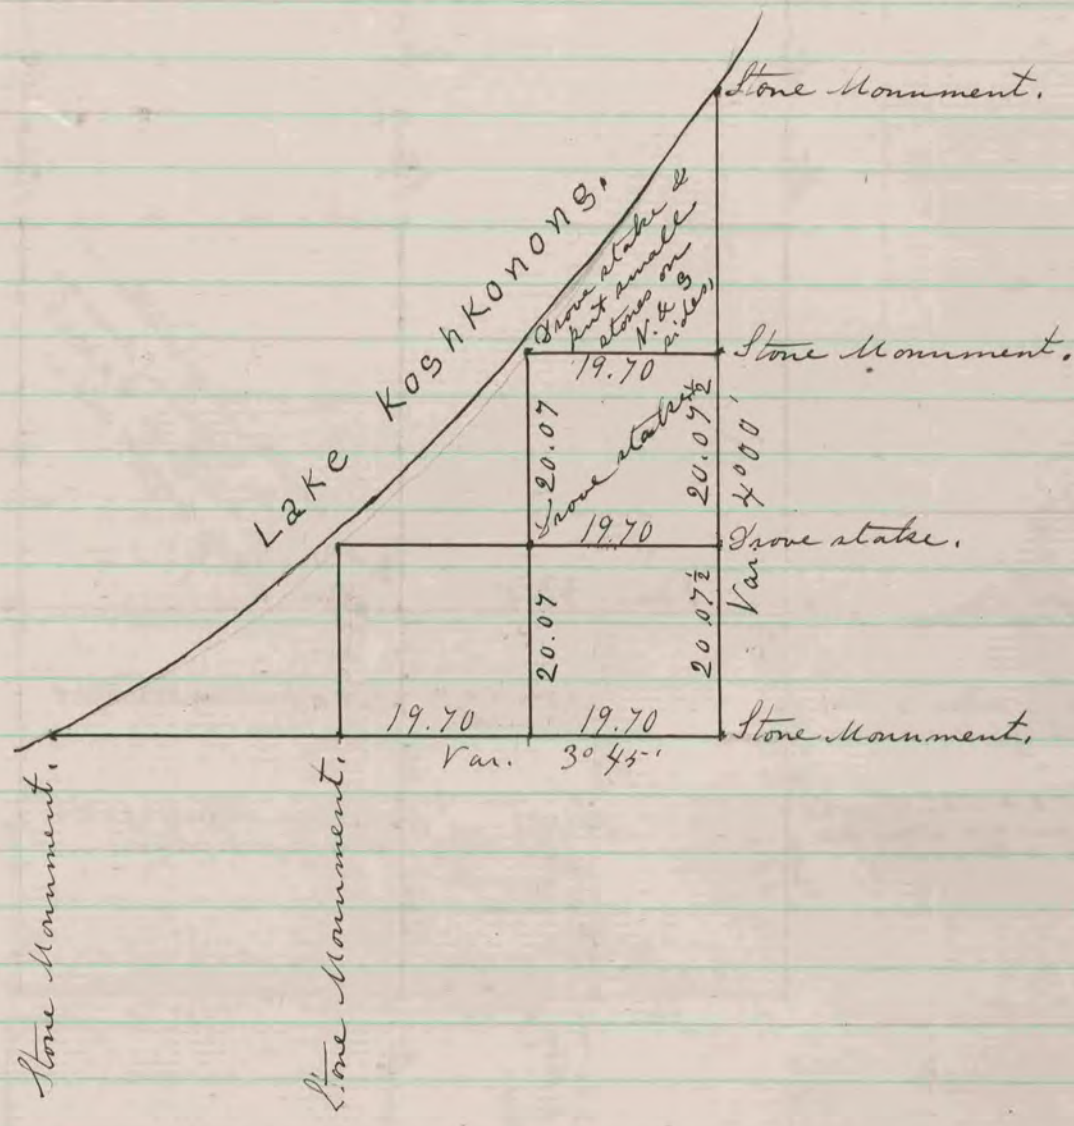 Stone Monument.
Lake Koshkonong.
Drove stake &
put small
stones on
N. & S
sides,
19.70
Stone Monument.
20.07
Drove stake
20.07½
Var. 4°00'
19.70
Drove stake.
20.07
20.07½
19.70
19.70
Stone Monument.
Var. 3°45'
Stone Monument.
Stone Monument.